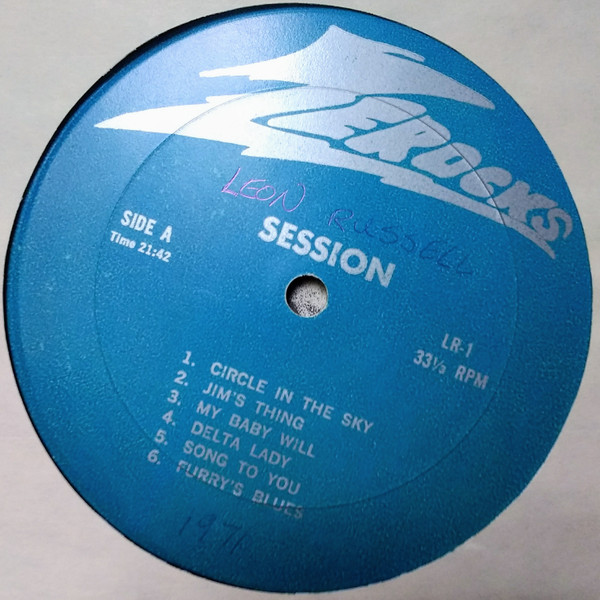 ZEROCKS
LEON RUSSELL
SESSION
SIDE A
Time 21:42
LR-1
33⅓ RPM
1. CIRCLE IN THE SKY
2. JIM'S THING
3. MY BABY WILL
4. DELTA LADY
5. SONG TO YOU
6. FURRY'S BLUES
1971